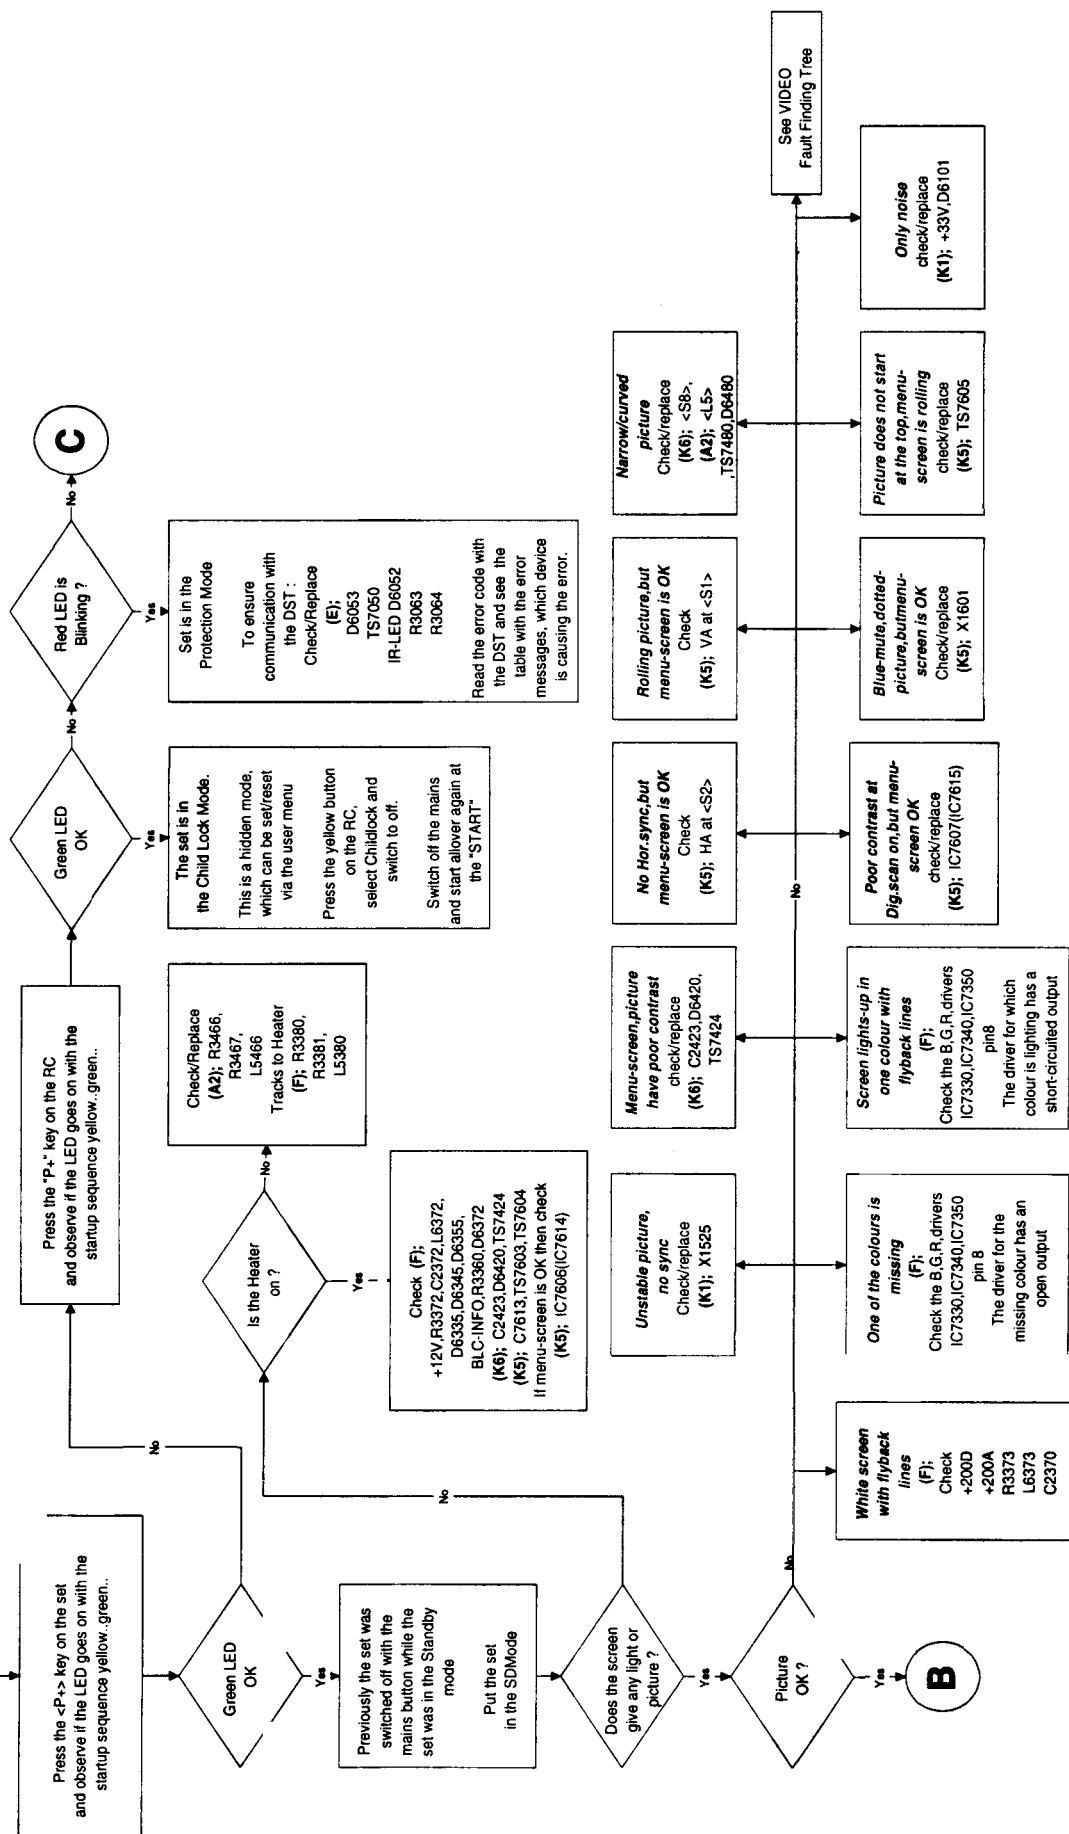 Press the <P+> key on the set
and observe if the LED goes on with the
startup sequence yellow..green..
Green LED
OK
No
Yes
Press the "P+" key on the RC
and observe if the LED goes on with the
startup sequence yellow..green..
Green LED
OK
No
Yes
The set is in
the Child Lock Mode.
This is a hidden mode,
which can be set/reset
via the user menu
Press the yellow button
on the RC,
select Childlock and
switch to off.
Switch off the mains
and start allover again at
the "START"
Red LED is
Blinking ?
No
C
Yes
Set is in the
Protection Mode
To ensure
communication with
the DST :
Check/Replace
(E);
D6053
TS7050
IR-LED D6052
R3063
R3064
Read the error code with
the DST and see the
table with the error
messages, which device
is causing the error.
Previously the set was
switched off with the
mains button while the
set was in the Standby
mode
Put the set
in the SDMode
Does the screen
give any light or
picture ?
No
Yes
Is the Heater
on ?
No
Check/Replace
(A2); R3466,
R3467,
L5466
Tracks to Heater
(F); R3380,
R3381,
L5380
Yes
Check (F);
+12V,R3372,C2372,L6372,
D6335,D6345,D6355,
BLC-INFO,R3360,D6372
(K6); C2423,D6420,TS7424
(K5); C7613,TS7603,TS7604
If menu-screen is OK then check
(K5); IC7606(IC7614)
Picture
OK ?
No
Yes
B
No
See VIDEO
Fault Finding Tree
Unstable picture,
no sync
Check/replace
(K1); X1525
Menu-screen,picture
have poor contrast
check/replace
(K6); C2423,D6420,
TS7424
No Hor.sync,but
menu-screen is OK
Check
(K5); HA at <S2>
Rolling picture,but
menu-screen is OK
Check
(K5); VA at <S1>
Narrow/curved
picture
Check/replace
(K6); <S8>,
(A2); <L5>
,TS7480,D6480
White screen
with flyback
lines
(F);
Check
+200D
+200A
R3373
L6373
C2370
One of the colours is
missing
(F);
Check the B,G,R,drivers
IC7330,IC7340,IC7350
pin 8
The driver for the
missing colour has an
open output
Screen lights-up in
one colour with
flyback lines
(F);
Check the B,G,R,drivers
IC7330,IC7340,IC7350
pin8
The driver for which
colour is lighting has a
short-circuited output
Poor contrast at
Dig.scan on,but menu-
screen OK
check/replace
(K5); IC7607(IC7615)
Blue-mute,dotted-
picture,butmenu-
screen is OK
Check/replace
(K5); X1601
Picture does not start
at the top,menu-
screen is rolling
check/replace
(K5); TS7605
Only noise
check/replace
(K1); +33V,D6101